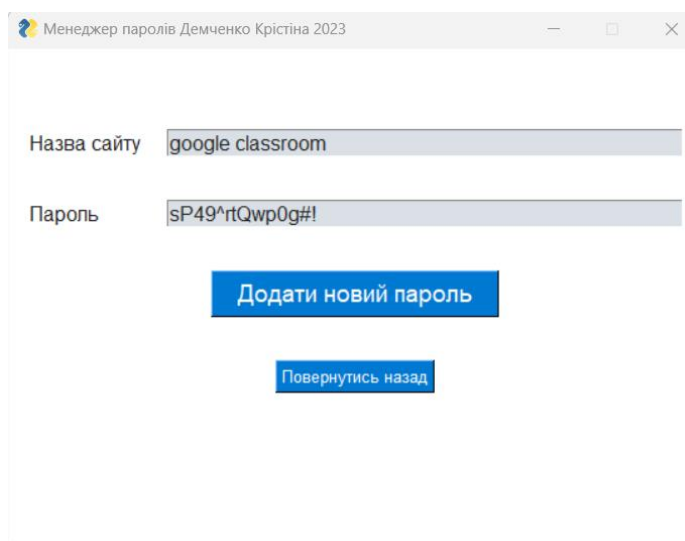 Менеджер паролів Демченко Крістіна 2023
Назва сайту google classroom
Пароль sP49^rtQwp0g#!
Додати новий пароль
Повернутись назад